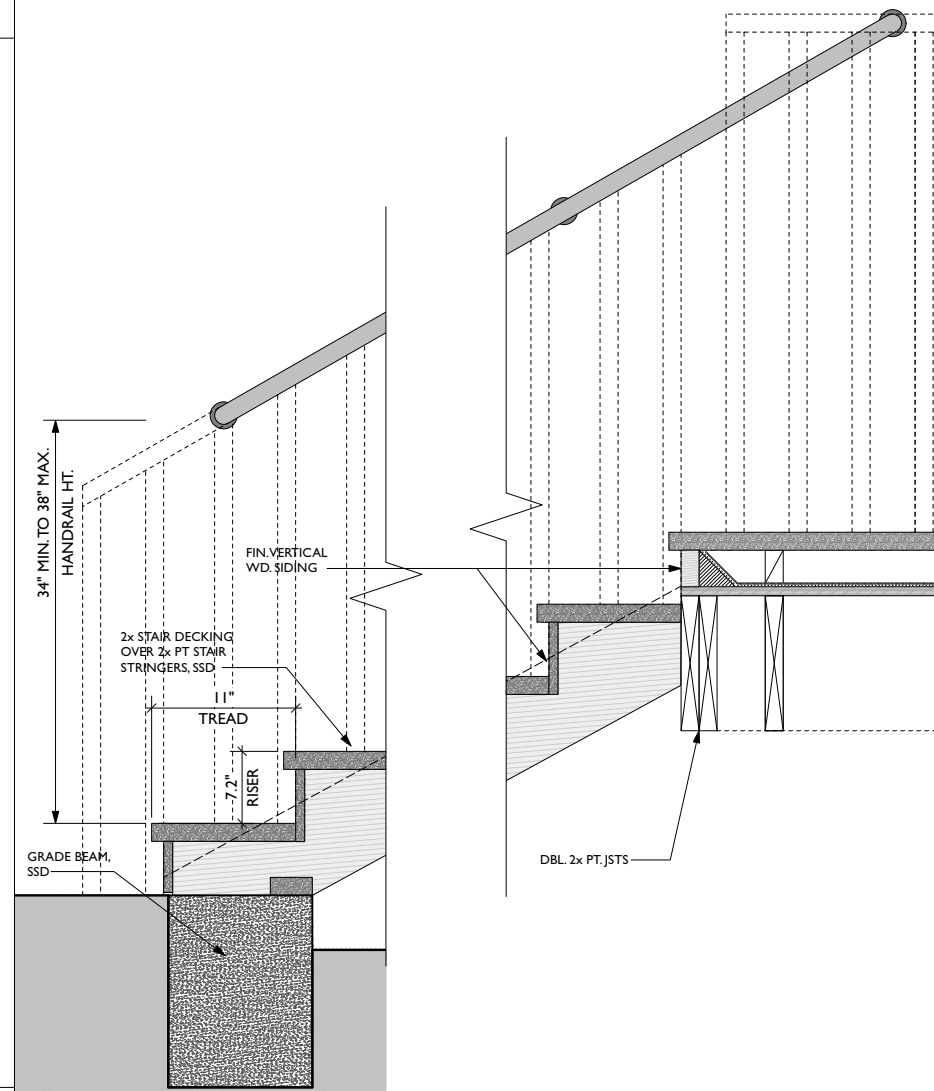 34" MIN. TO 38" MAX.
HANDRAIL HT.
FIN. VERTICAL
WD. SIDING
2x STAIR DECKING
OVER 2x PT STAIR
STRINGERS, SSD
11"
TREAD
7.2"
RISER
GRADE BEAM,
SSD
DBL. 2x PT. JSTS